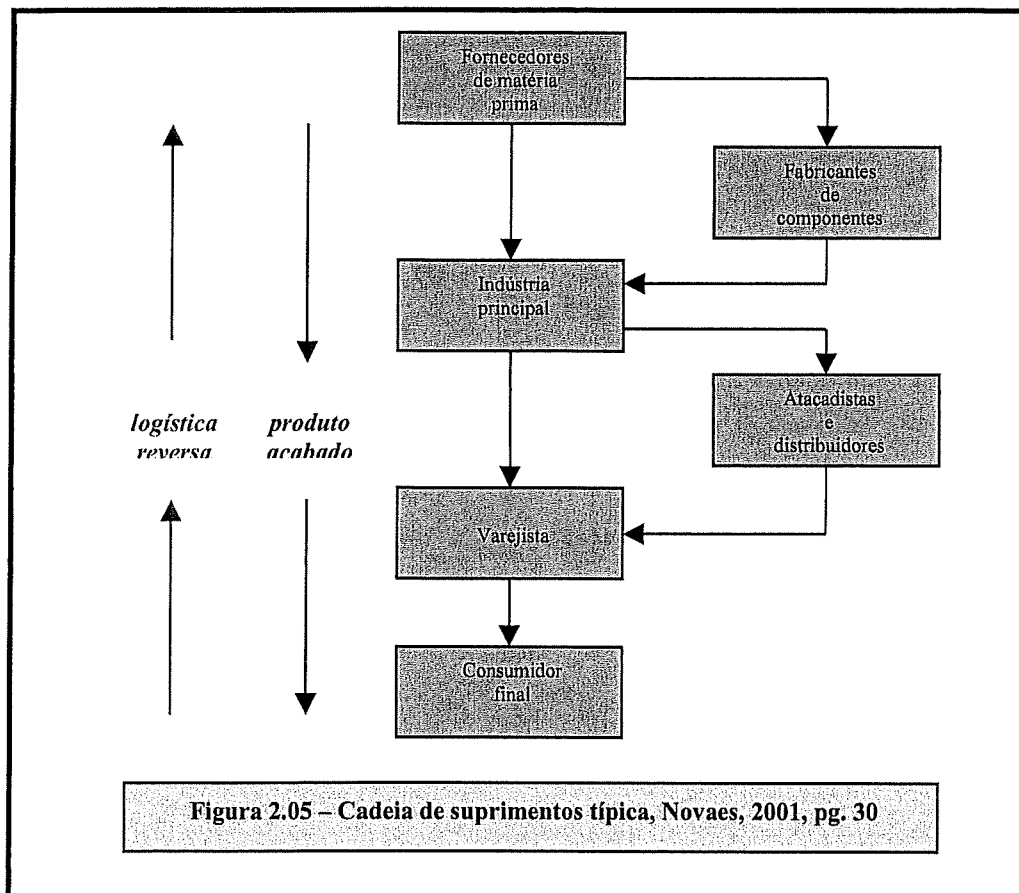 Fornecedores
de matéria
prima
Fabricantes
de
componentes
Indústria
principal
Atacadistas
e
distribuidores
logística
reversa
produto
acabado
Varejista
Consumidor
final
Figura 2.05 – Cadeia de suprimentos típica, Novaes, 2001, pg. 30